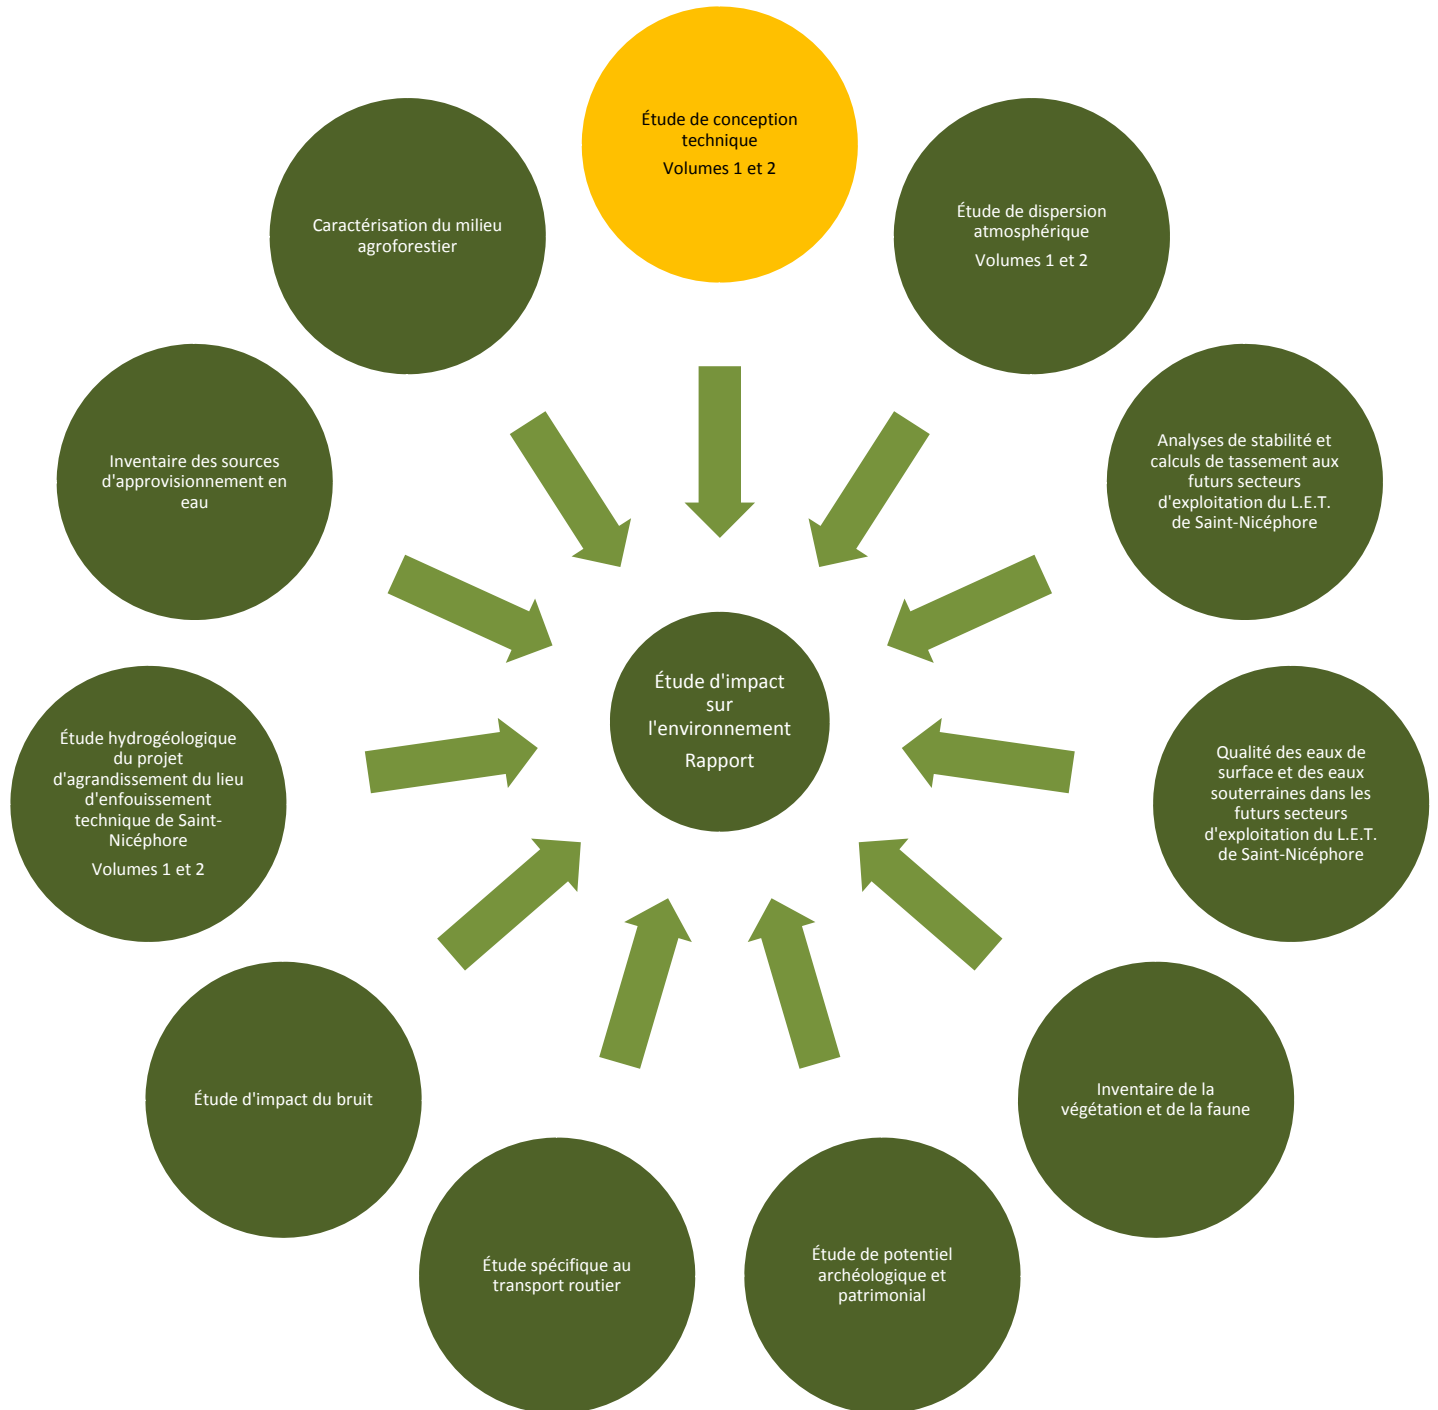 Étude de conception
technique
Volumes 1 et 2
Étude de dispersion
atmosphérique
Volumes 1 et 2
Analyses de stabilité et
calculs de tassement aux
futurs secteurs
d'exploitation du L.E.T.
de Saint-Nicéphore
Qualité des eaux de
surface et des eaux
souterraines dans les
futurs secteurs
d'exploitation du L.E.T.
de Saint-Nicéphore
Inventaire de la
végétation et de la faune
Étude de potentiel
archéologique et
patrimonial
Étude spécifique au
transport routier
Étude d'impact du bruit
Étude hydrogéologique
du projet
d'agrandissement du lieu
d'enfouissement
technique de Saint-
Nicéphore
Volumes 1 et 2
Inventaire des sources
d'approvisionnement en
eau
Caractérisation du milieu
agroforestier
Étude d'impact
sur
l'environnement
Rapport